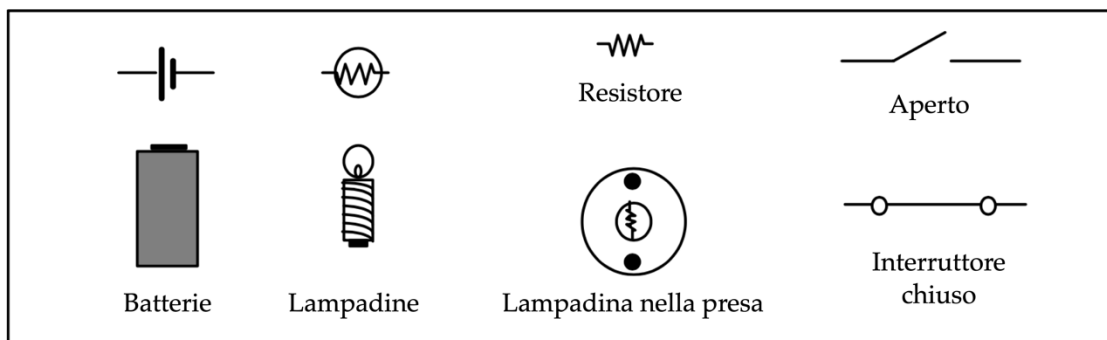 Resistore
Aperto
Batterie
Lampadine
Lampadina nella presa
Interruttore
chiuso